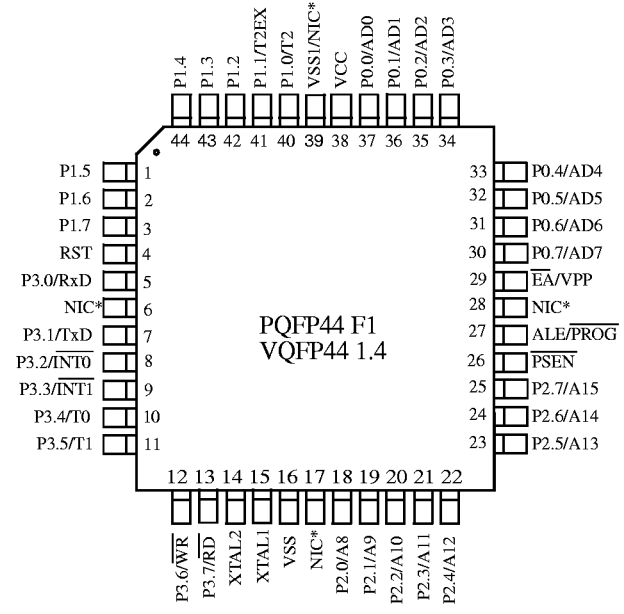 P1.4
P1.3
P1.2
P1.1/T2EX
P1.0/T2
VSS1/NIC*
VCC
P0.0/AD0
P0.1/AD1
P0.2/AD2
P0.3/AD3
44 43 42 41 40 39 38 37 36 35 34
P1.5 1
P1.6 2
P1.7 3
RST 4
P3.0/RxD 5
NIC* 6
P3.1/TxD 7
P3.2/INT0 8
P3.3/INT1 9
P3.4/T0 10
P3.5/T1 11
PQFP44 F1
VQFP44 1.4
33 P0.4/AD4
32 P0.5/AD5
31 P0.6/AD6
30 P0.7/AD7
29 EA/VPP
28 NIC*
27 ALE/PROG
26 PSEN
25 P2.7/A15
24 P2.6/A14
23 P2.5/A13
12 13 14 15 16 17 18 19 20 21 22
P3.6/WR
P3.7/RD
XTAL2
XTAL1
VSS
NIC*
P2.0/A8
P2.1/A9
P2.2/A10
P2.3/A11
P2.4/A12